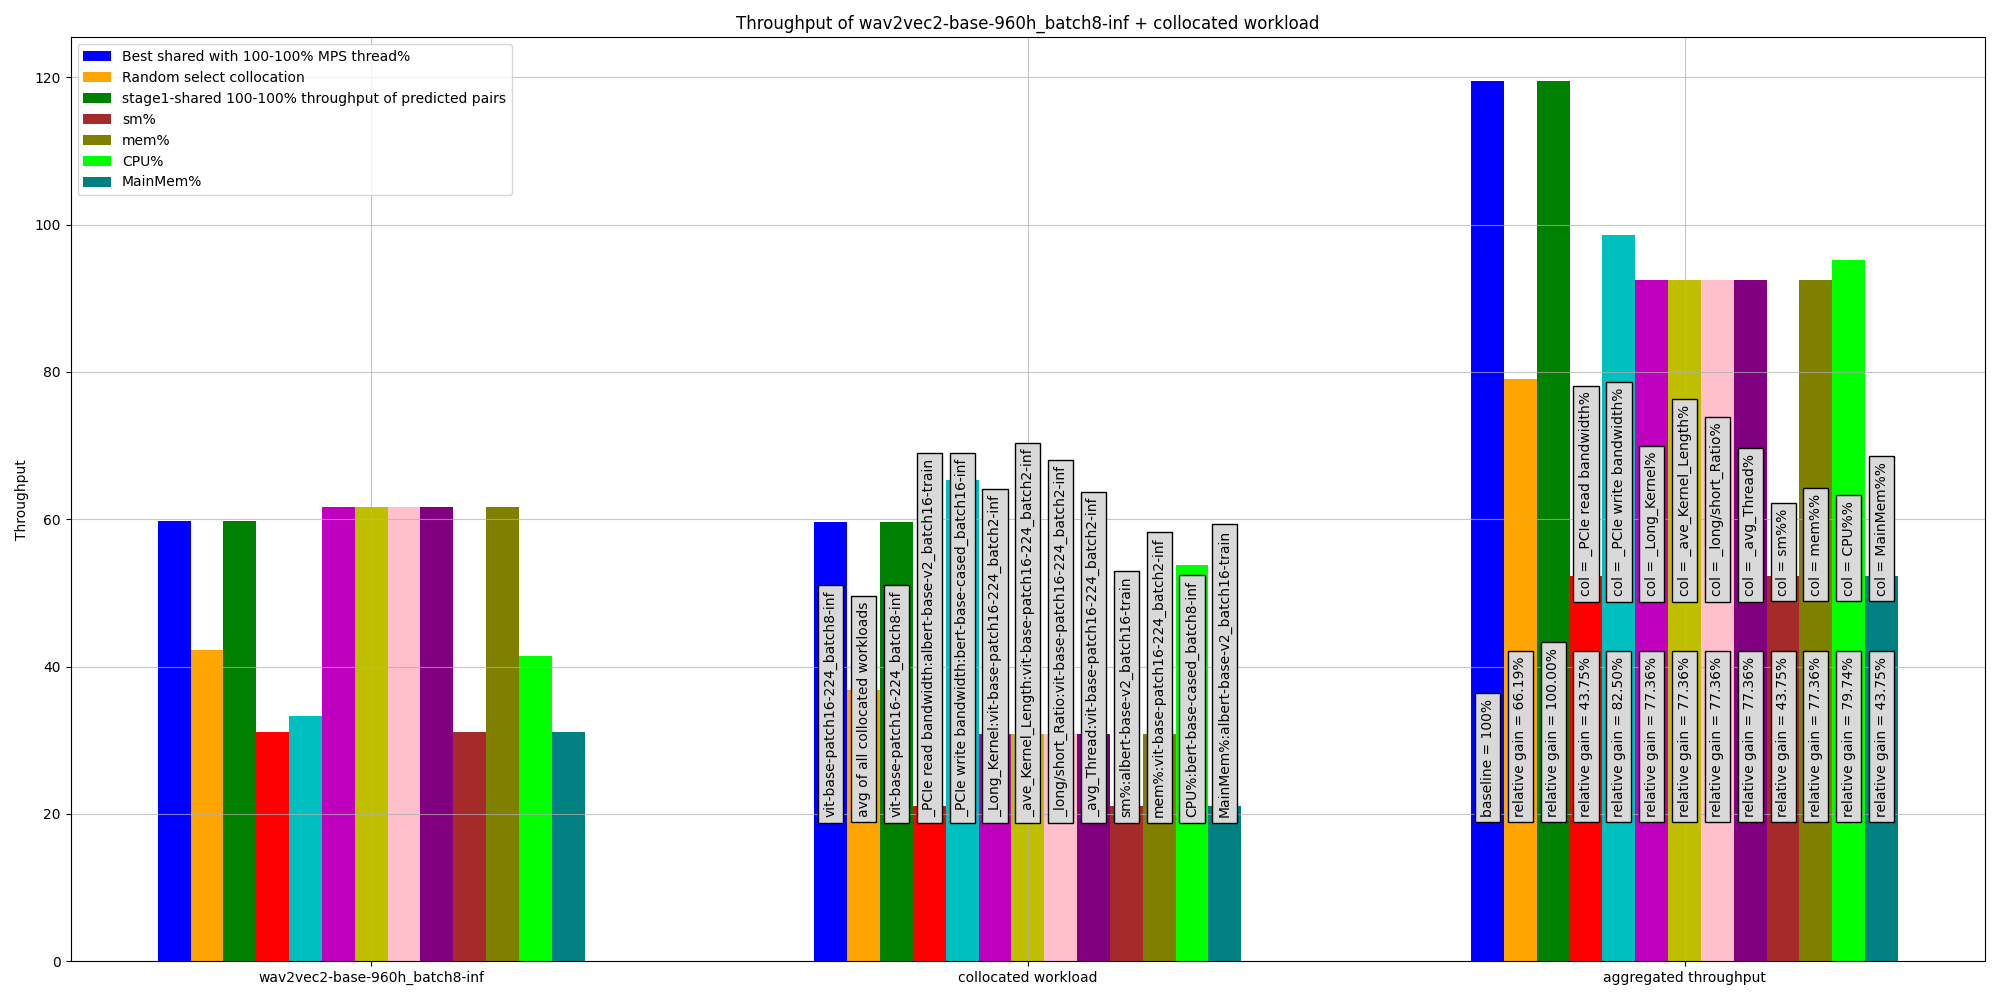 Throughput of wav2vec2-base-960h_batch8-inf + collocated workload
Best shared with 100-100% MPS thread%
Random select collocation
stage1-shared 100-100% throughput of predicted pairs
sm%
mem%
CPU%
MainMem%
Throughput
120
100
80
60
40
20
0
vit-base-patch16-224_batch8-inf
avg of all collocated workloads
vit-base-patch16-224_batch8-inf
_PCIe read bandwidth:albert-base-v2_batch16-train
_PCIe write bandwidth:bert-base-cased_batch16-inf
_Long_Kernel:vit-base-patch16-224_batch2-inf
_ave_Kernel_Length:vit-base-patch16-224_batch2-inf
_long/short_Ratio:vit-base-patch16-224_batch2-inf
_avg_Thread:vit-base-patch16-224_batch2-inf
sm%:albert-base-v2_batch16-train
mem%:vit-base-patch16-224_batch2-inf
CPU%:bert-base-cased_batch8-inf
MainMem%:albert-base-v2_batch16-train
col = _PCIe read bandwidth%
col = _PCIe write bandwidth%
col = _Long_Kernel%
col = _ave_Kernel_Length%
col = _long/short_Ratio%
col = _avg_Thread%
col = sm%%
col = mem%%
col = CPU%%
col = MainMem%%
baseline = 100%
relative gain = 66.19%
relative gain = 100.00%
relative gain = 43.75%
relative gain = 82.50%
relative gain = 77.36%
relative gain = 77.36%
relative gain = 77.36%
relative gain = 77.36%
relative gain = 43.75%
relative gain = 77.36%
relative gain = 79.74%
relative gain = 43.75%
wav2vec2-base-960h_batch8-inf
collocated workload
aggregated throughput